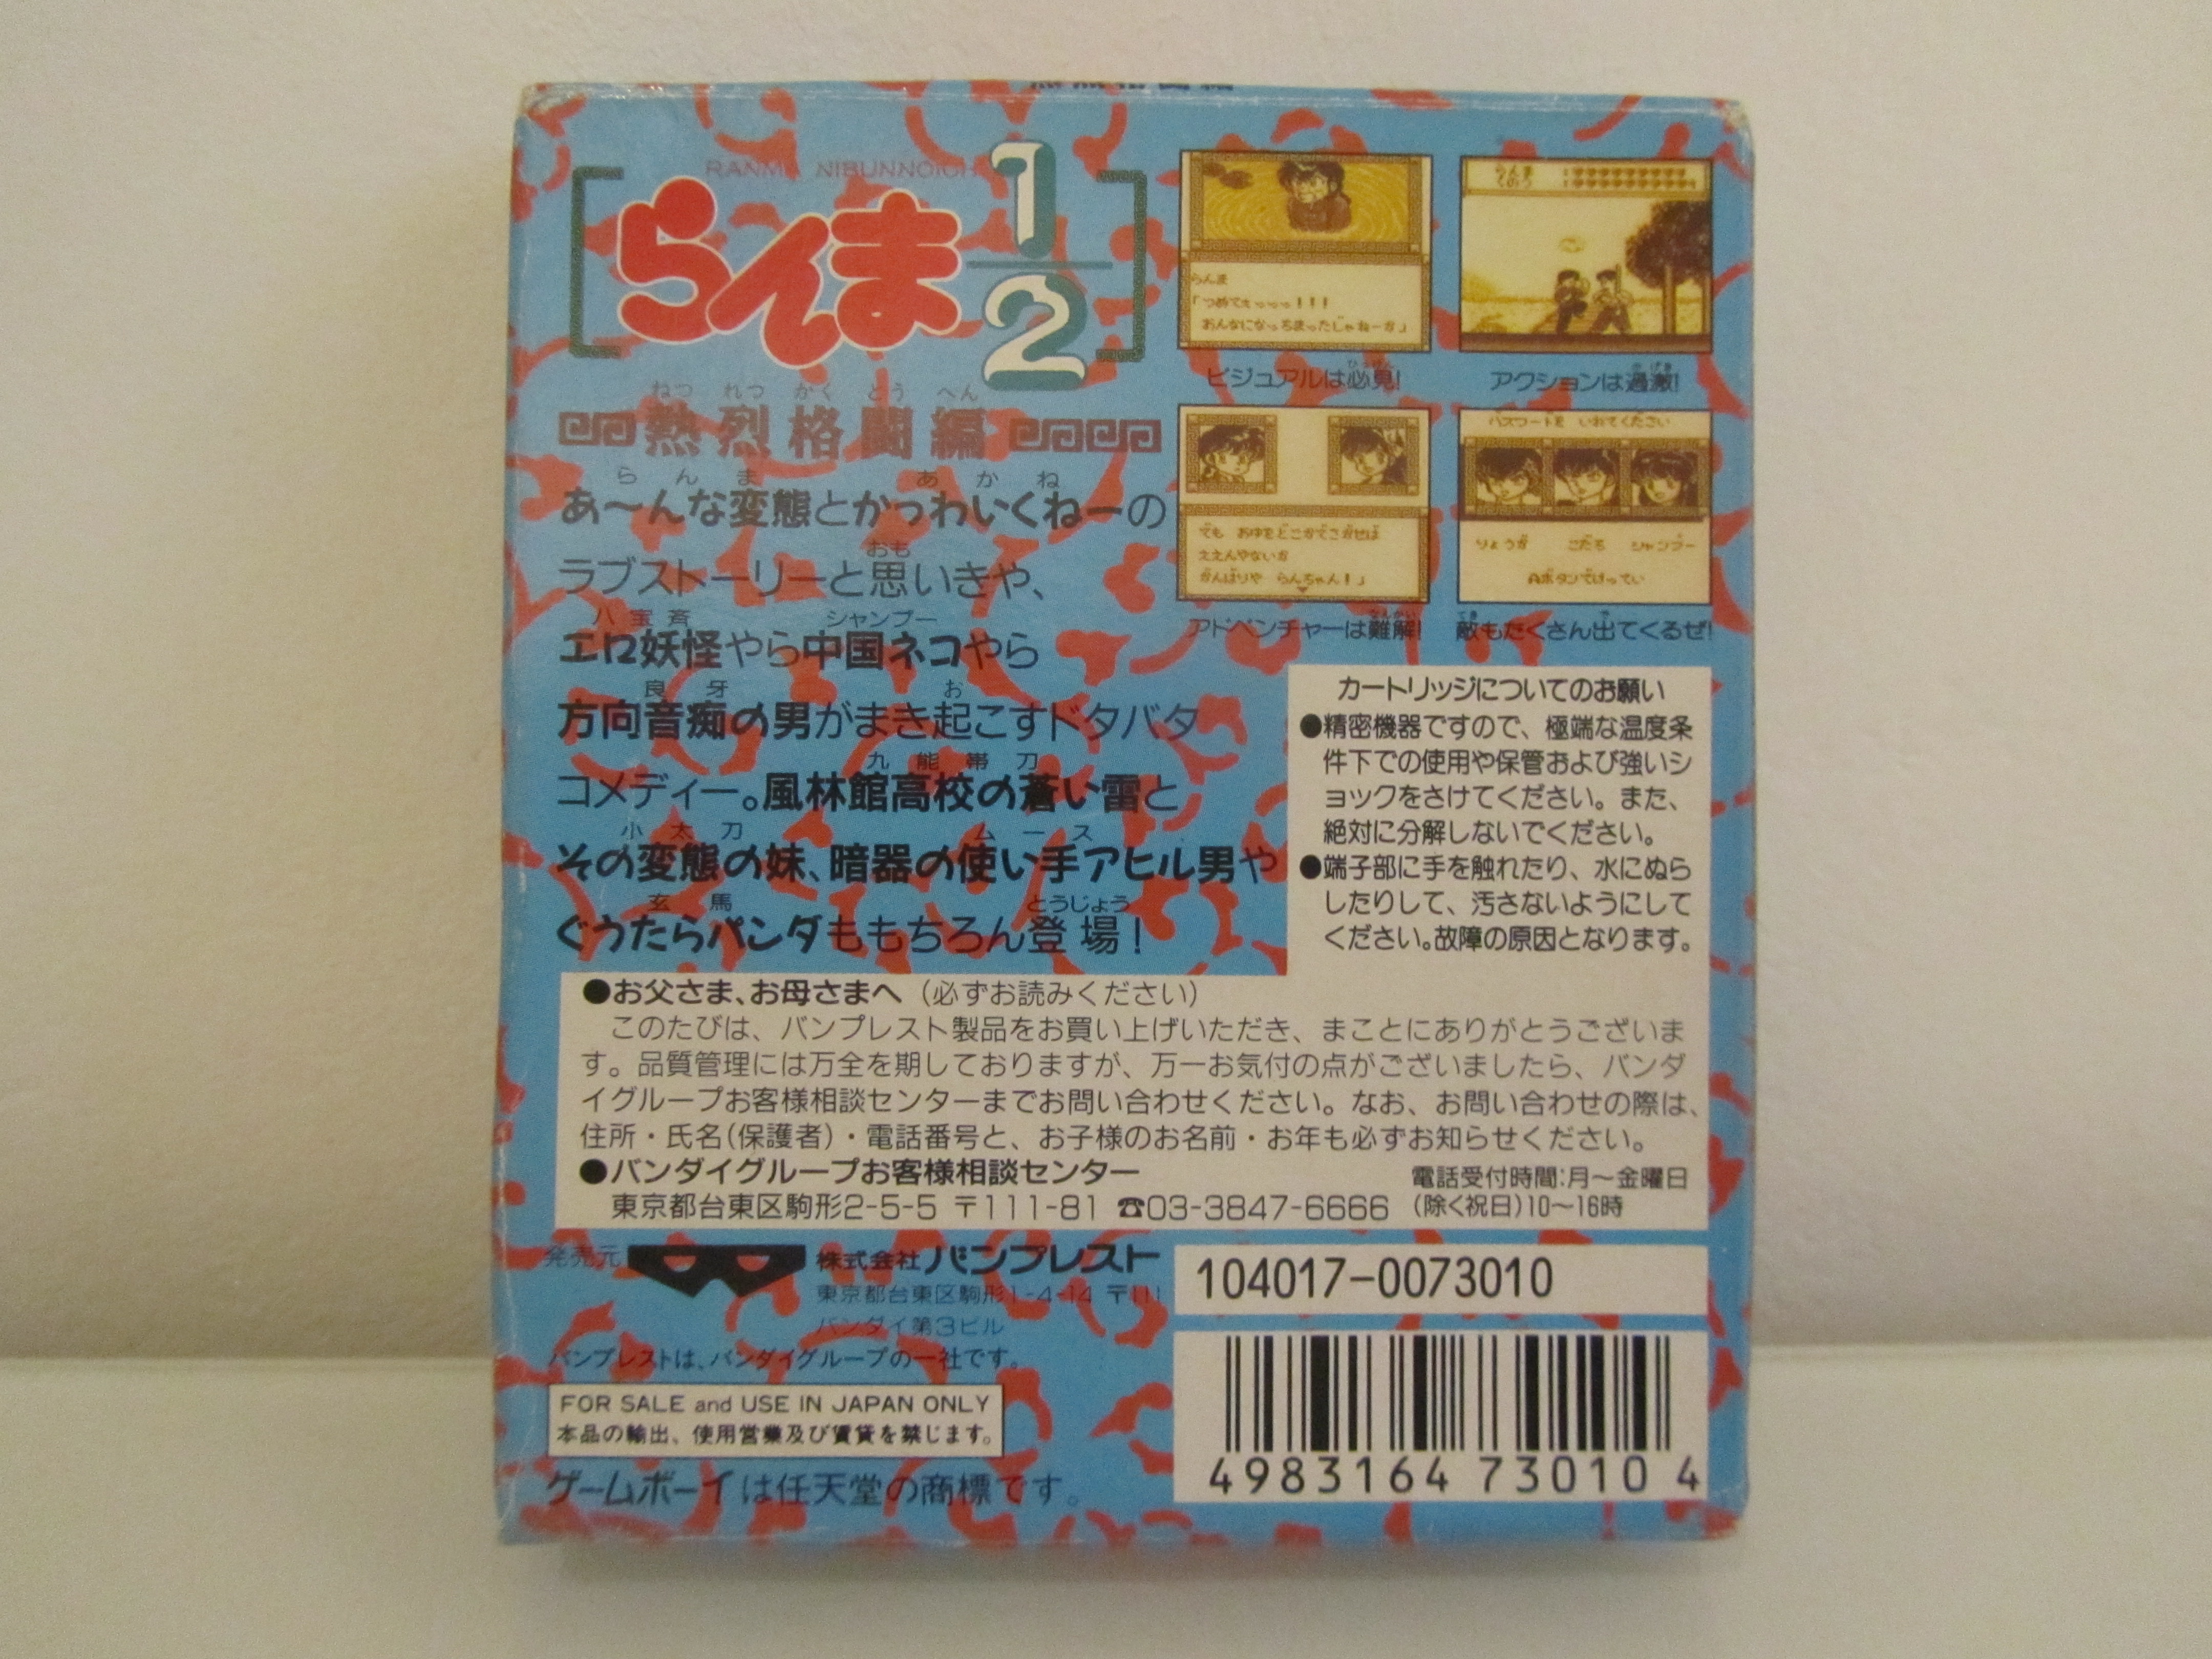 RANMA NIBUNNOICHI
らんま1/2
ねつれつかくとうへん
熱烈格闘編
らんま あかね
あ〜んな変態とかっわいくねーの
おも
ラブストーリーと思いきや、
八宝斉 シャンプー
エロ妖怪やら中国ネコやら
良牙 お
方向音痴の男がまき起こすドタバタ
九能帯刀
コメディー。風林館高校の蒼い雷と
小太刀 ムース
その変態の妹、暗器の使い手アヒル男や
玄馬 とうじょう
ぐうたらパンダももちろん登場!
らんま
「つめてえっっっ!!!
おんなになっちまったじゃねーか」
ひっけん
ビジュアルは必見!
らんま
くのう
かげき
アクションは過激!
でも おゆをどこかでさがせば
ええんやないか
がんばりや らんちゃん!」
なんかい
アドベンチャーは難解!
パスワードを いれてください
りょうが こだち シャンプー
Aボタンでけってい
てき で
敵もたくさん出てくるぜ!
カートリッジについてのお願い
●精密機器ですので、極端な温度条
件下での使用や保管および強いシ
ョックをさけてください。また、
絶対に分解しないでください。
●端子部に手を触れたり、水にぬら
したりして、汚さないようにして
ください。故障の原因となります。
●お父さま、お母さまへ(必ずお読みください)
このたびは、バンプレスト製品をお買い上げいただき、まことにありがとうございま
す。品質管理には万全を期しておりますが、万一お気付の点がございましたら、バンダ
イグループお客様相談センターまでお問い合わせください。なお、お問い合わせの際は、
住所・氏名(保護者)・電話番号と、お子様のお名前・お年も必ずお知らせください。
●バンダイグループお客様相談センター
東京都台東区駒形2-5-5 〒111-81 ☎03-3847-6666
電話受付時間:月〜金曜日
(除く祝日)10〜16時
発売元 株式会社バンプレスト
東京都台東区駒形1-4-14 〒111
バンダイ第3ビル
バンプレストは、バンダイグループの一社です。
FOR SALE and USE IN JAPAN ONLY
本品の輸出、使用営業及び賃貸を禁じます。
ゲームボーイは任天堂の商標です。
104017-0073010
4983164 73010 4